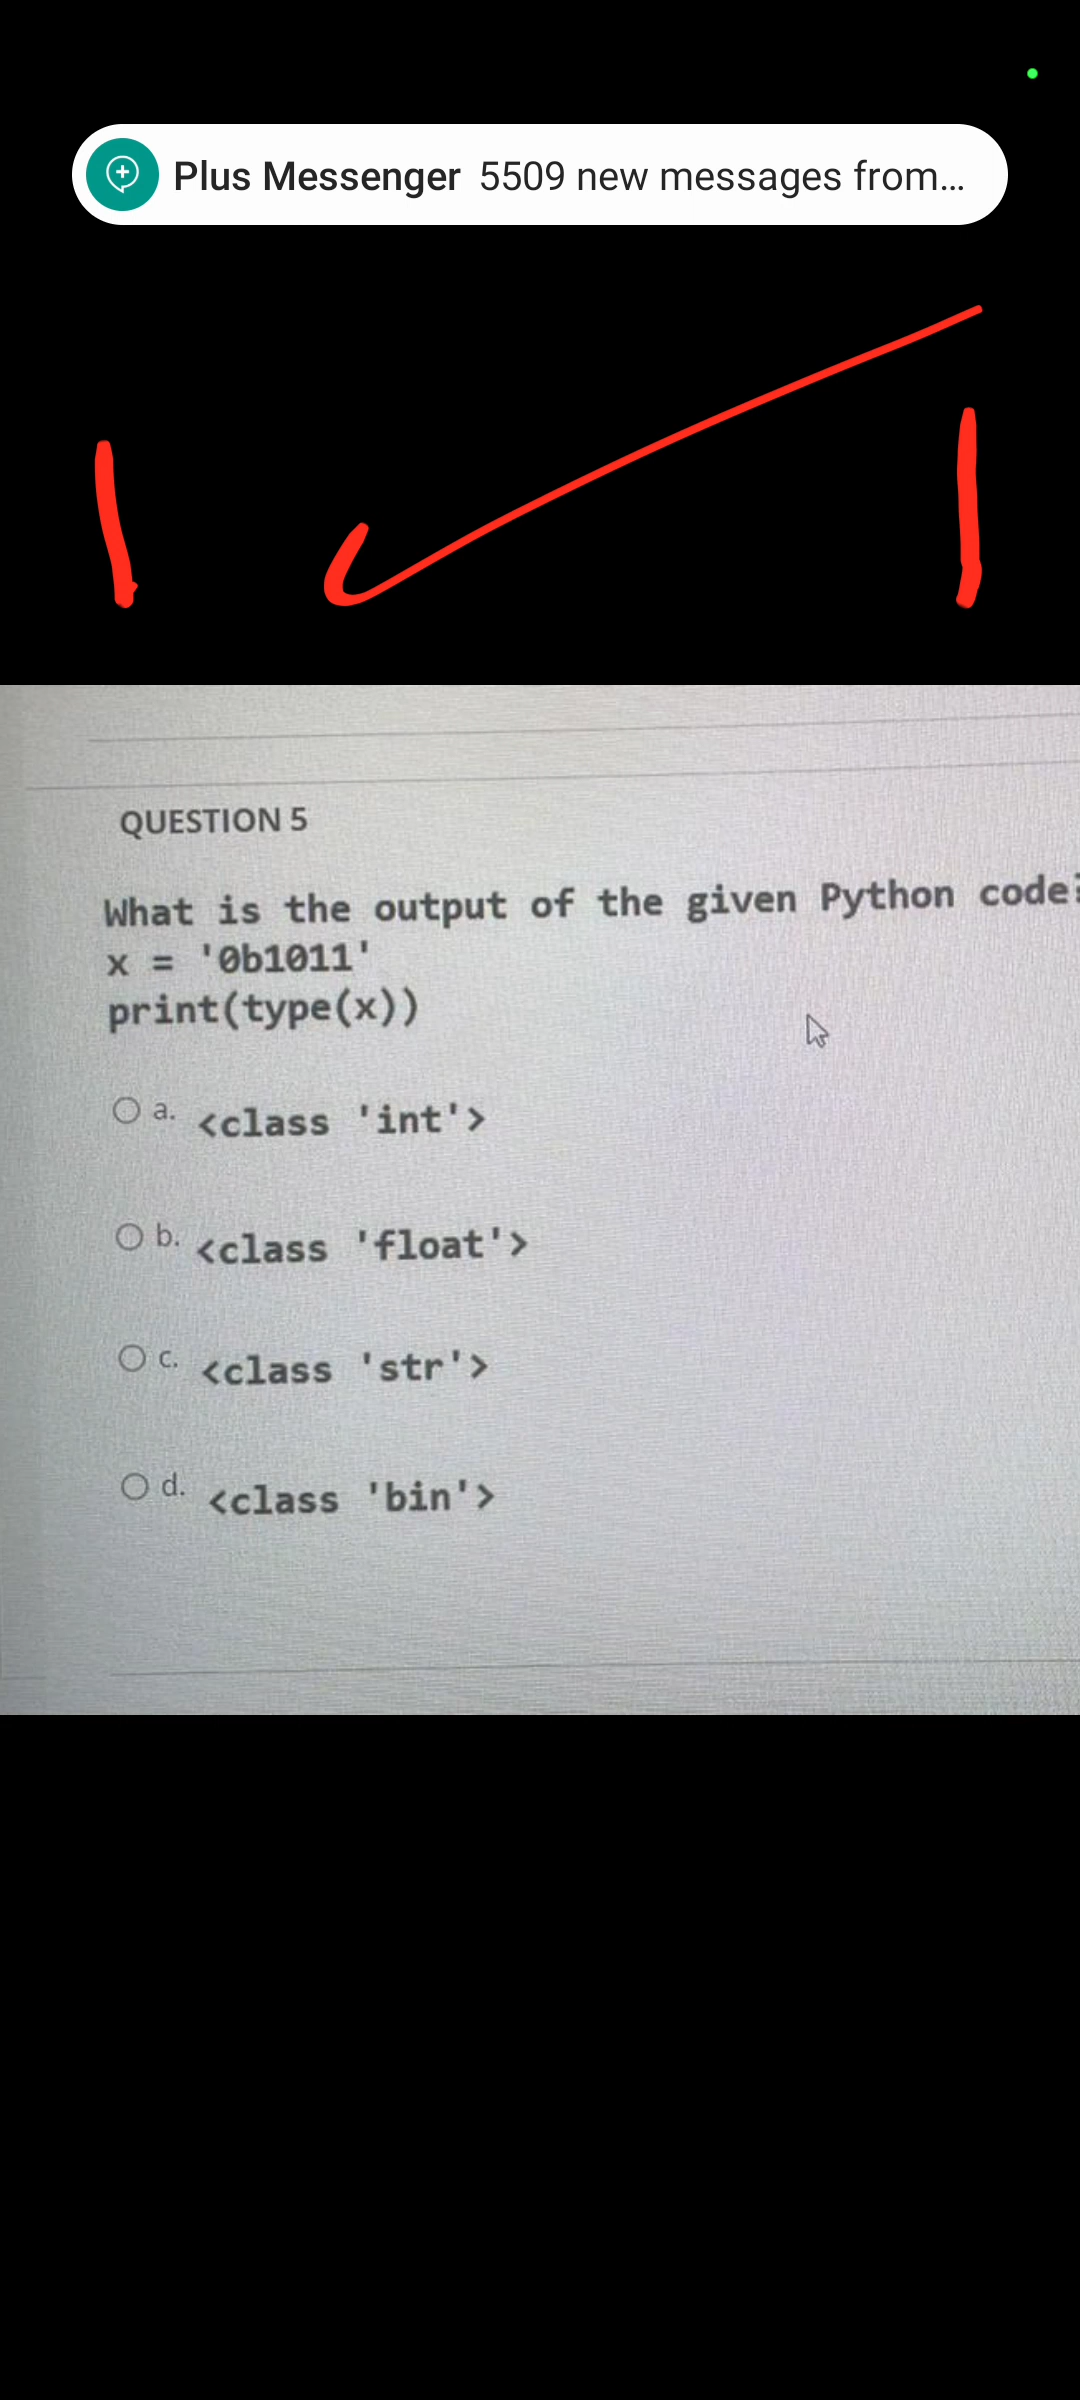 Plus Messenger 5509 new messages from...
QUESTION 5
What is the output of the given Python code?
x = '0b1011'
print(type(x))
a. <class 'int'>
b. <class 'float'>
c. <class 'str'>
d. <class 'bin'>